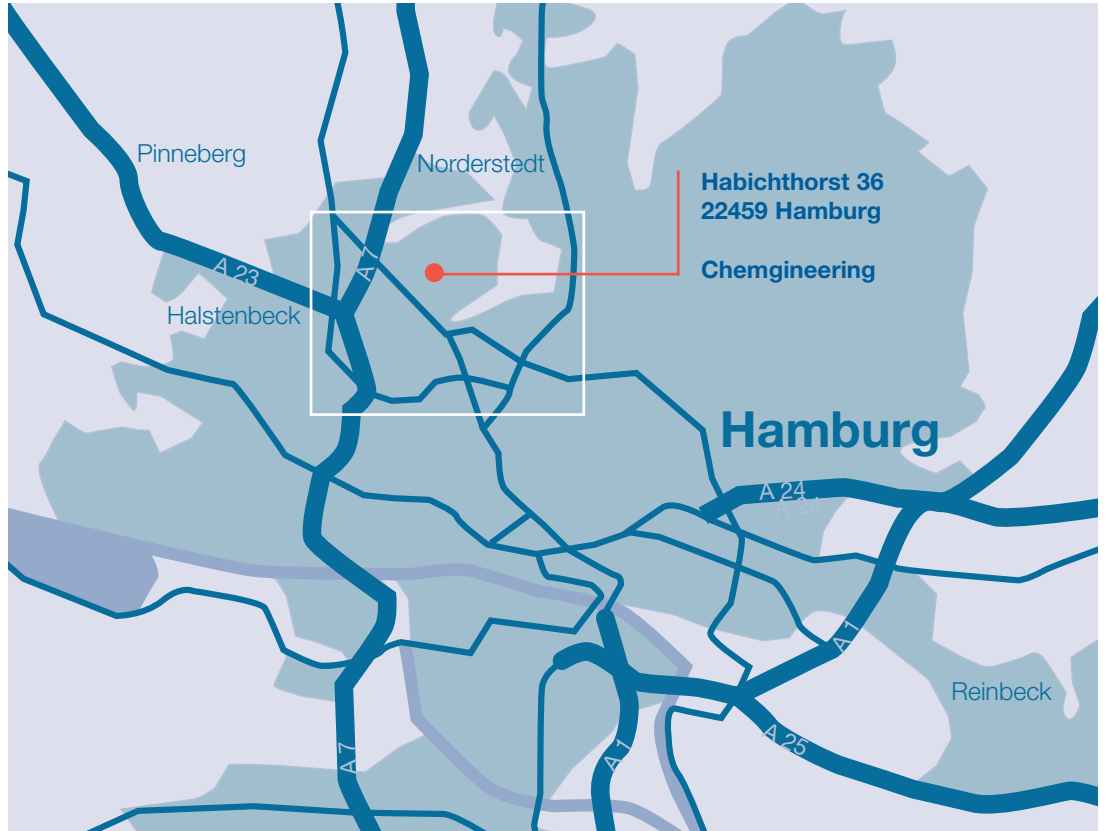 Pinneberg
Norderstedt
Habichthorst 36
22459 Hamburg
A 7
A 23
Chemgineering
Halstenbeck
Hamburg
A 24
A 24
A 1
Reinbeck
A 25
A 1
A 7